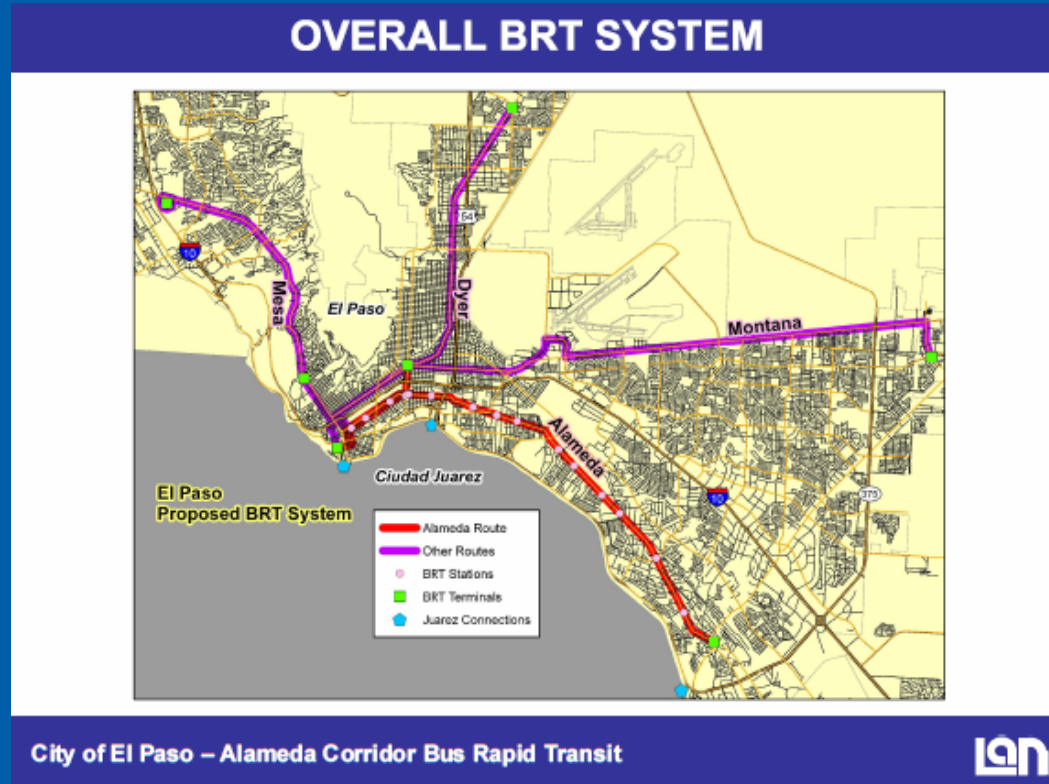 OVERALL BRT SYSTEM
54
10
Mesa
El Paso
Dyer
Montana
Alameda
Ciudad Juarez
El Paso
Proposed BRT System
10
375
Alameda Route
Other Routes
BRT Stations
BRT Terminals
Juarez Connections
City of El Paso – Alameda Corridor Bus Rapid Transit
lan